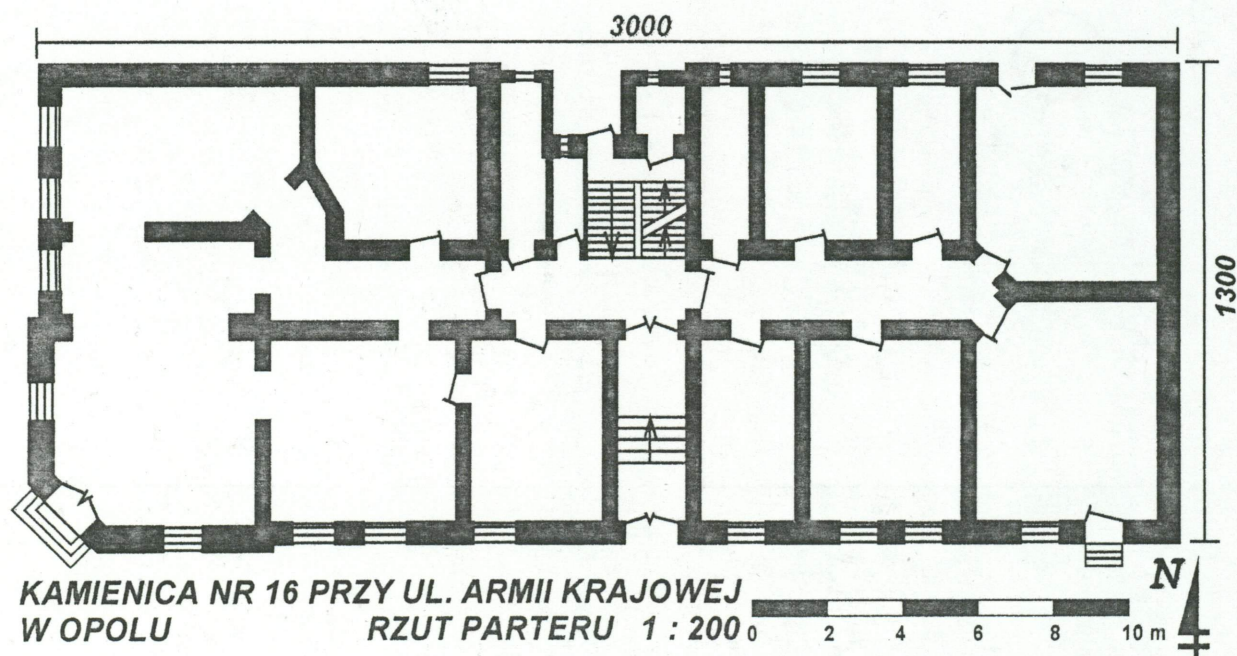 3000
1300
KAMIENICA NR 16 PRZY UL. ARMII KRAJOWEJ
W OPOLU RZUT PARTERU 1 : 200
0 2 4 6 8 10 m
N